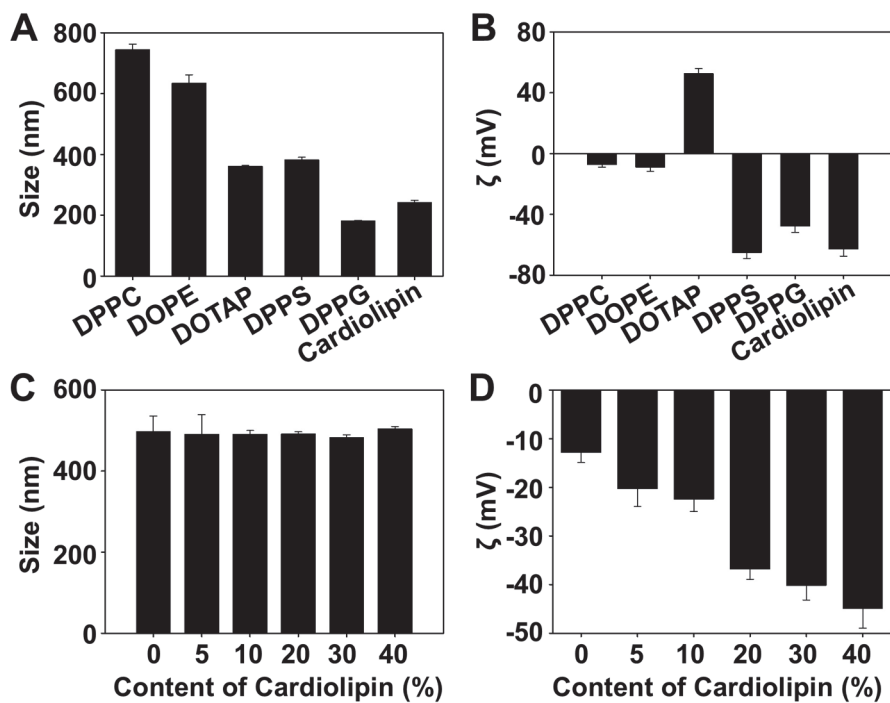 A
Size (nm)
800
600
400
200
0
DPPC
DOPE
DOTAP
DPPS
DPPG
Cardiolipin
B
ζ (mV)
80
40
0
-40
-80
DPPC
DOPE
DOTAP
DPPS
DPPG
Cardiolipin
C
Size (nm)
600
400
200
0
0 5 10 20 30 40
Content of Cardiolipin (%)
D
ζ (mV)
0
-10
-20
-30
-40
-50
0 5 10 20 30 40
Content of Cardiolipin (%)